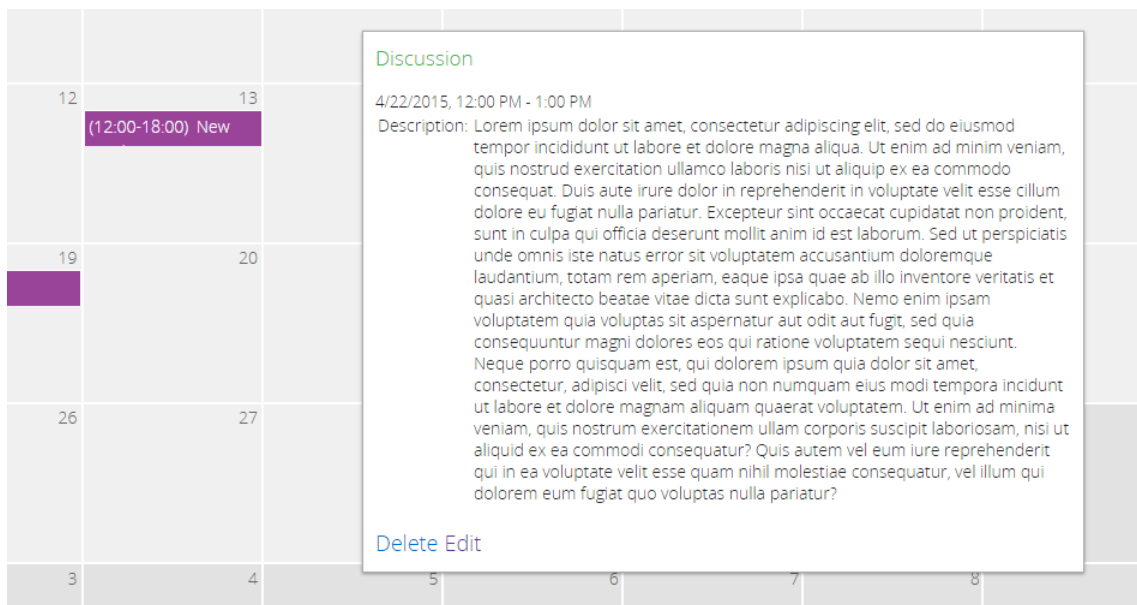 Discussion
12 13
4/22/2015, 12:00 PM - 1:00 PM
(12:00-18:00) New
Description: Lorem ipsum dolor sit amet, consectetur adipiscing elit, sed do eiusmod
tempor incididunt ut labore et dolore magna aliqua. Ut enim ad minim veniam,
quis nostrud exercitation ullamco laboris nisi ut aliquip ex ea commodo
consequat. Duis aute irure dolor in reprehenderit in voluptate velit esse cillum
dolore eu fugiat nulla pariatur. Excepteur sint occaecat cupidatat non proident,
sunt in culpa qui officia deserunt mollit anim id est laborum. Sed ut perspiciatis
19 20
unde omnis iste natus error sit voluptatem accusantium doloremque
laudantium, totam rem aperiam, eaque ipsa quae ab illo inventore veritatis et
quasi architecto beatae vitae dicta sunt explicabo. Nemo enim ipsam
voluptatem quia voluptas sit aspernatur aut odit aut fugit, sed quia
consequuntur magni dolores eos qui ratione voluptatem sequi nesciunt.
Neque porro quisquam est, qui dolorem ipsum quia dolor sit amet,
consectetur, adipisci velit, sed quia non numquam eius modi tempora incidunt
ut labore et dolore magnam aliquam quaerat voluptatem. Ut enim ad minima
26 27
veniam, quis nostrum exercitationem ullam corporis suscipit laboriosam, nisi ut
aliquid ex ea commodi consequatur? Quis autem vel eum iure reprehenderit
qui in ea voluptate velit esse quam nihil molestiae consequatur, vel illum qui
dolorem eum fugiat quo voluptas nulla pariatur?
Delete Edit
3 4 5 6 7 8